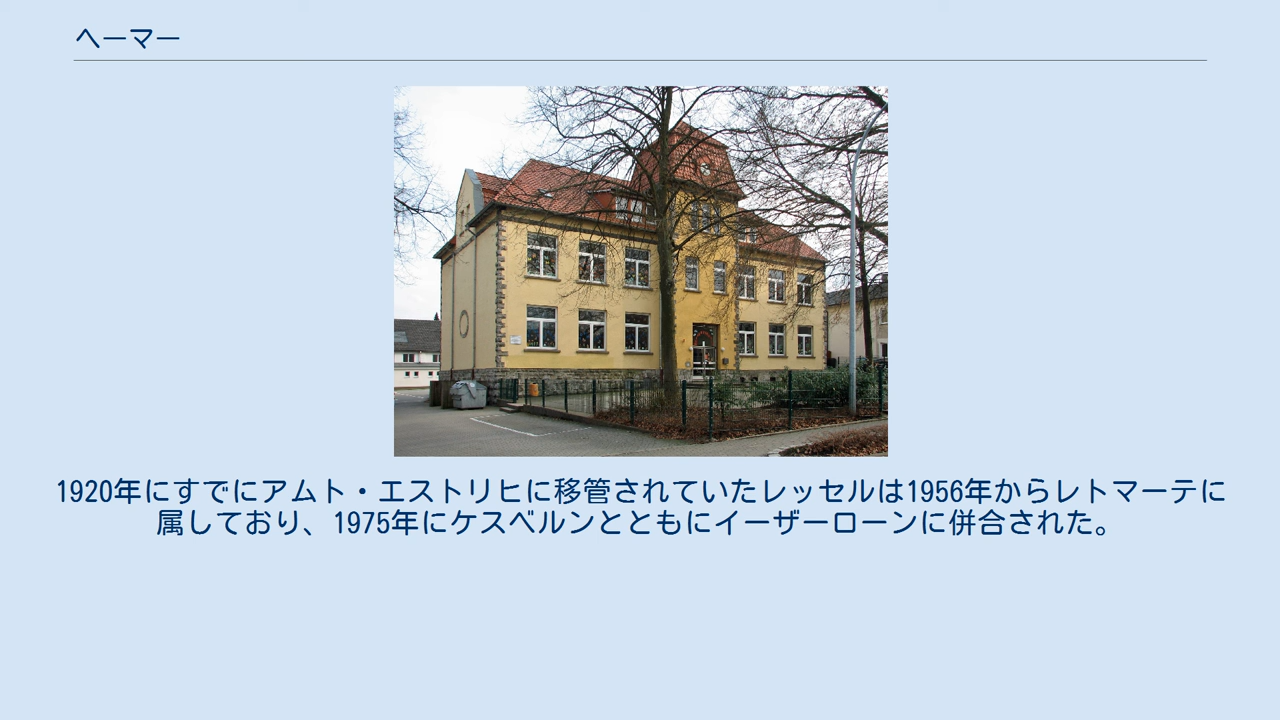 ヘーマー
1920年にすでにアムト・エストリヒに移管されていたレッセルは1956年からレトマーテに
属しており、1975年にケスベルンとともにイーザーローンに併合された。